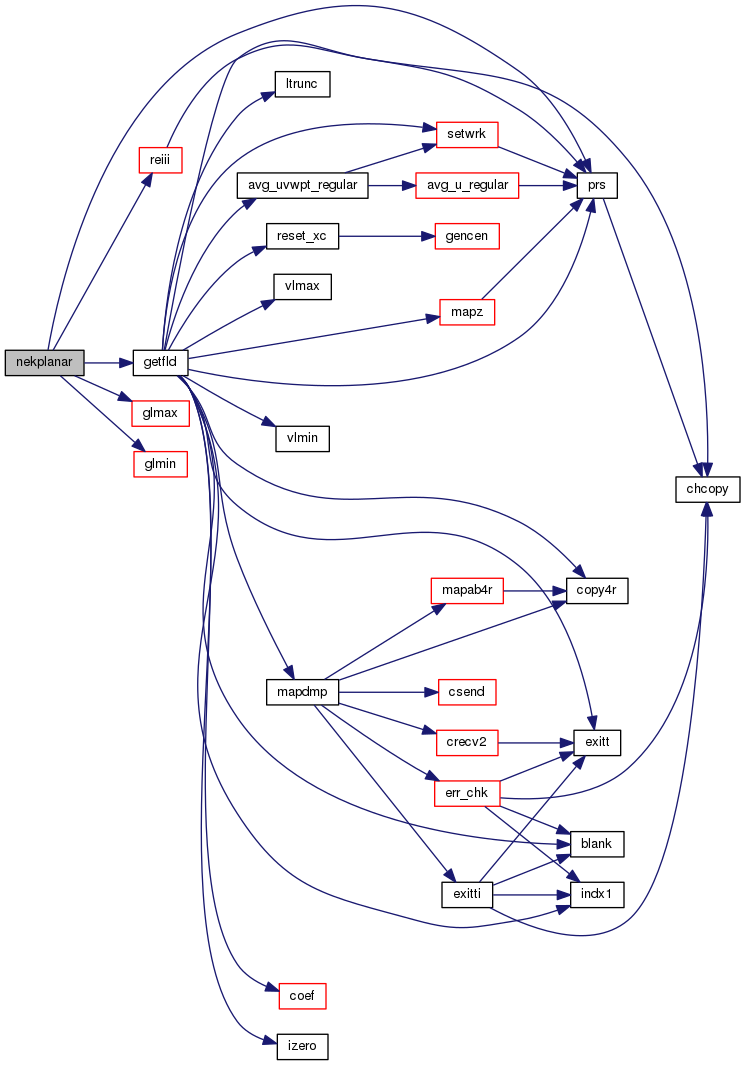 ltrunc
setwrk
reiii
avg_uvwpt_regular
avg_u_regular
prs
reset_xc
gencen
vlmax
mapz
nekplanar
getfld
glmax
vlmin
glmin
chcopy
mapab4r
copy4r
mapdmp
csend
crecv2
exitt
err_chk
blank
exitti
indx1
coef
izero